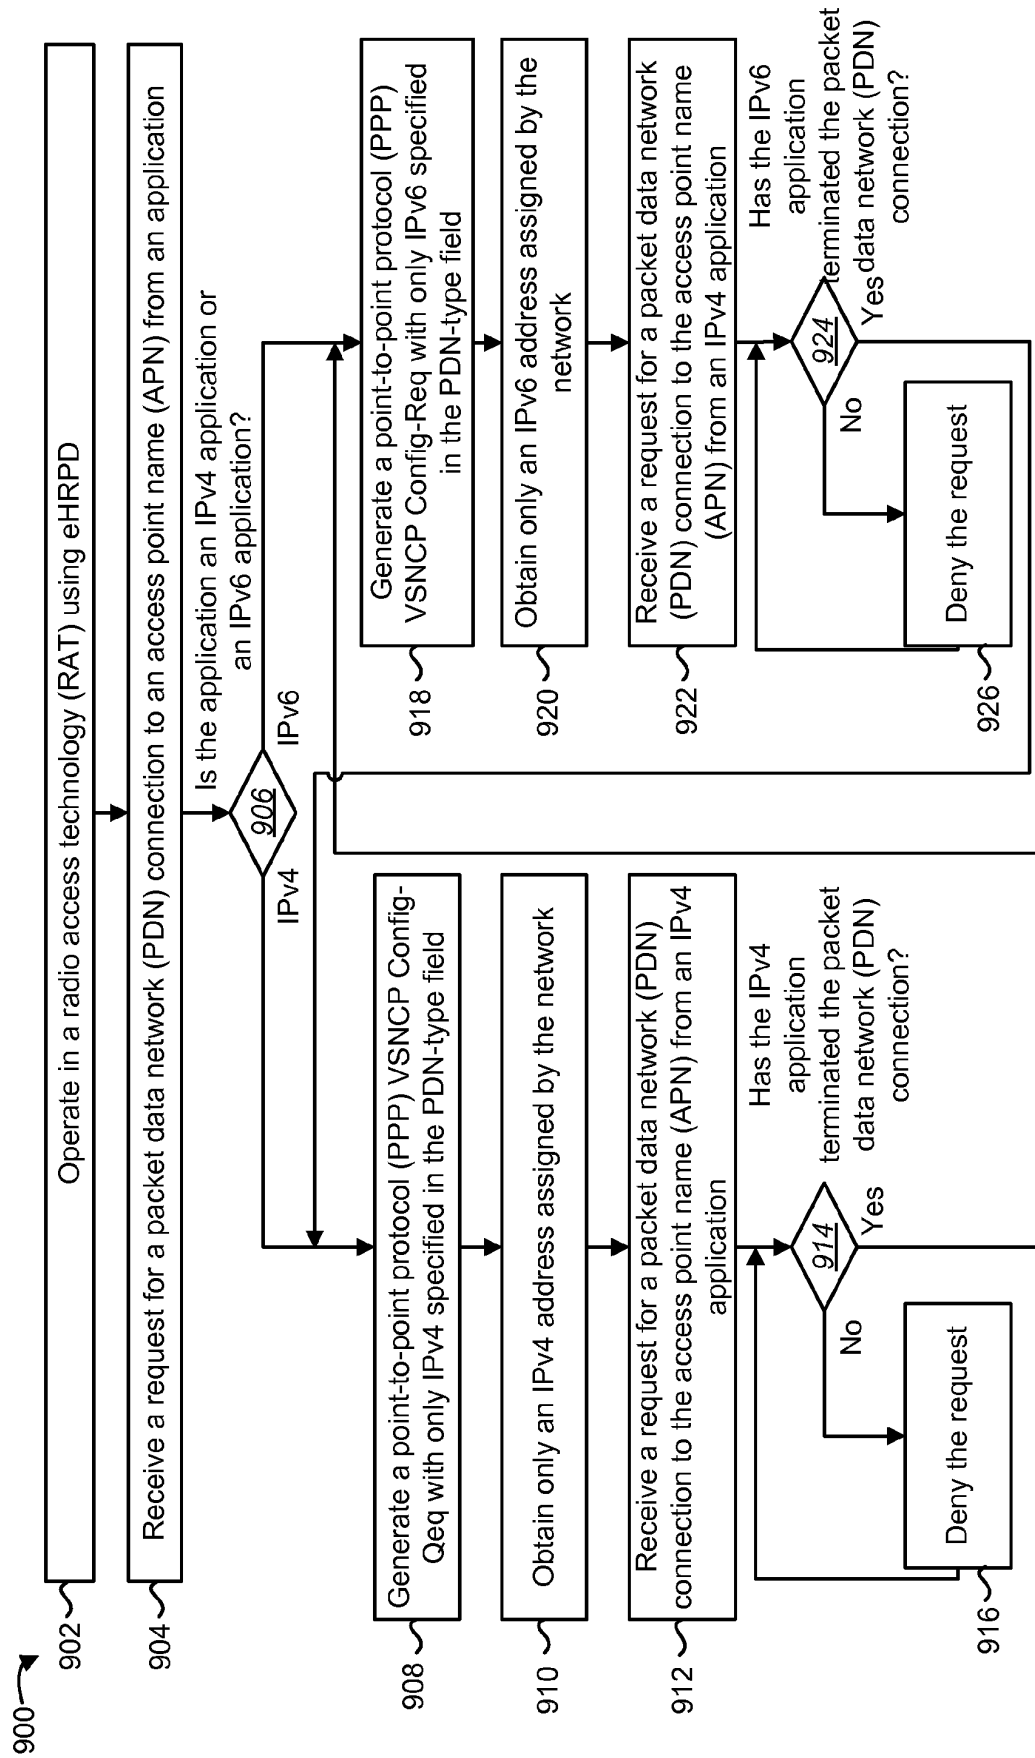 900
902
Operate in a radio access technology (RAT) using eHRPD
904
Receive a request for a packet data network (PDN) connection to an access point name (APN) from an application
Is the application an IPv4 application or
an IPv6 application?
906
IPv4
IPv6
908
Generate a point-to-point protocol (PPP) VSNCP Config-
Qeq with only IPv4 specified in the PDN-type field
910
Obtain only an IPv4 address assigned by the network
912
Receive a request for a packet data network (PDN)
connection to the access point name (APN) from an IPv4
application
Has the IPv4
application
terminated the packet
data network (PDN)
connection?
914
Yes
No
916
Deny the request
918
Generate a point-to-point protocol (PPP)
VSNCP Config-Req with only IPv6 specified
in the PDN-type field
920
Obtain only an IPv6 address assigned by the
network
922
Receive a request for a packet data network
(PDN) connection to the access point name
(APN) from an IPv4 application
Has the IPv6
application
terminated the packet
data network (PDN)
connection?
924
Yes
No
926
Deny the request